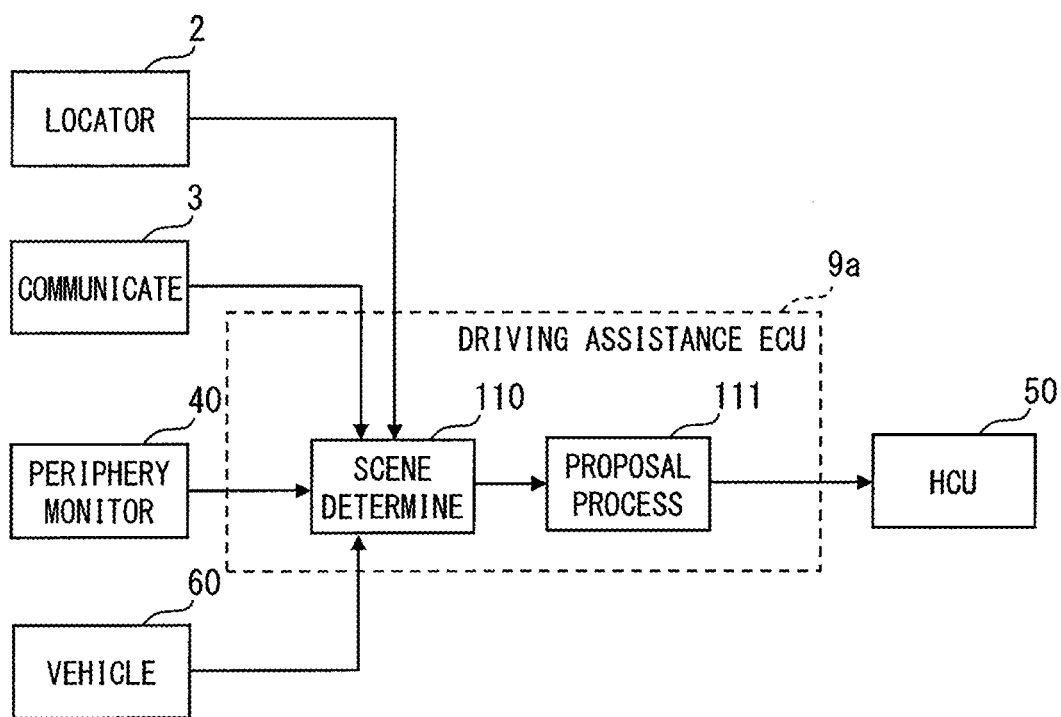 2
LOCATOR
3
COMMUNICATE
9a
DRIVING ASSISTANCE ECU
40
PERIPHERY
MONITOR
110
SCENE
DETERMINE
111
PROPOSAL
PROCESS
50
HCU
60
VEHICLE